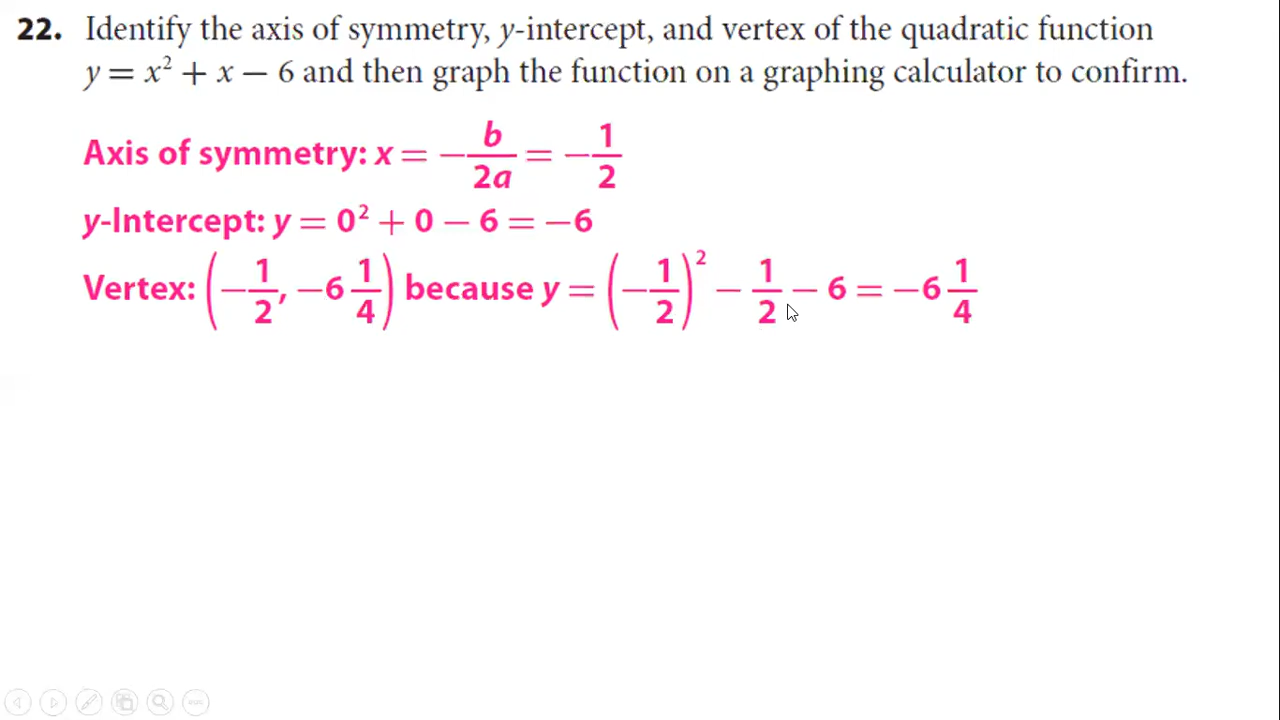 22. Identify the axis of symmetry, y-intercept, and vertex of the quadratic function
y = x² + x − 6 and then graph the function on a graphing calculator to confirm.
Axis of symmetry: x = −b/2a = −1/2
y-Intercept: y = 0² + 0 − 6 = −6
Vertex: (−1/2, −6 1/4) because y = (−1/2)² − 1/2 − 6 = −6 1/4